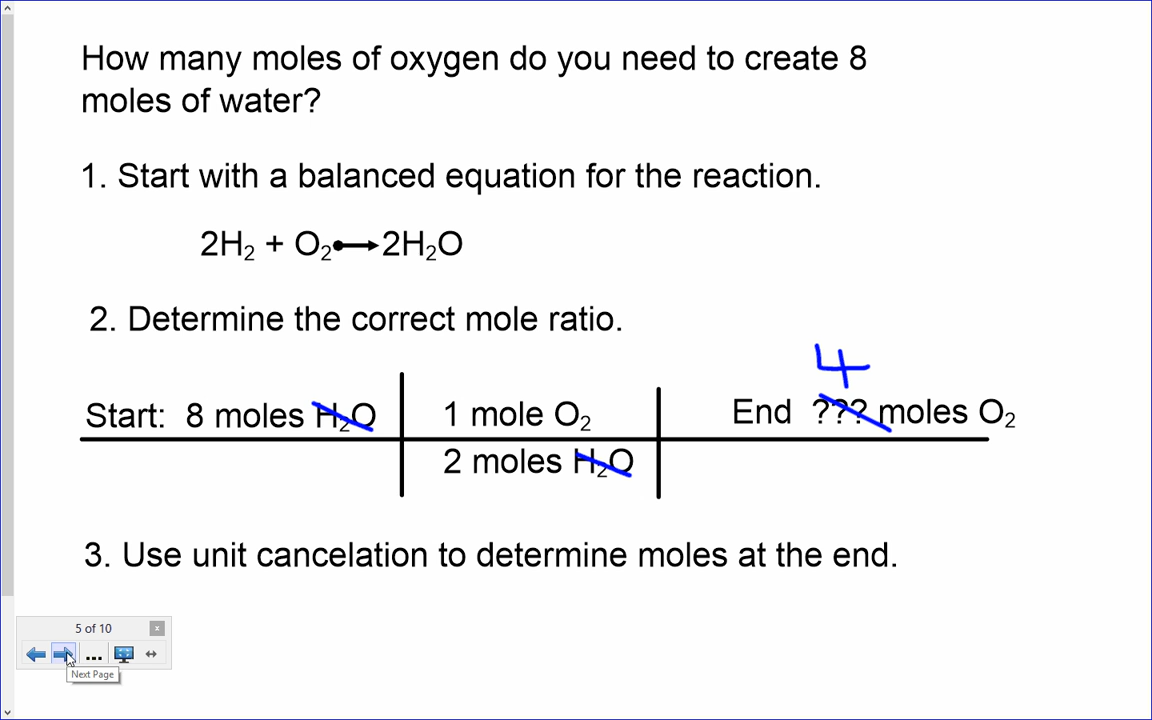 How many moles of oxygen do you need to create 8
moles of water?
1. Start with a balanced equation for the reaction.
2H₂ + O₂⟶2H₂O
2. Determine the correct mole ratio.
4
Start: 8 moles H₂O 1 mole O₂ End ??? moles O₂
2 moles H₂O
3. Use unit cancelation to determine moles at the end.
5 of 10
Next Page